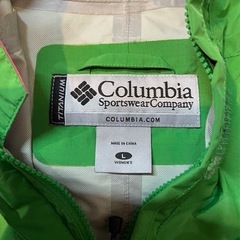 TITANIUM
Columbia
Sportswear Company
COLUMBIA.COM
MADE IN CHINA
L
WOMEN'S